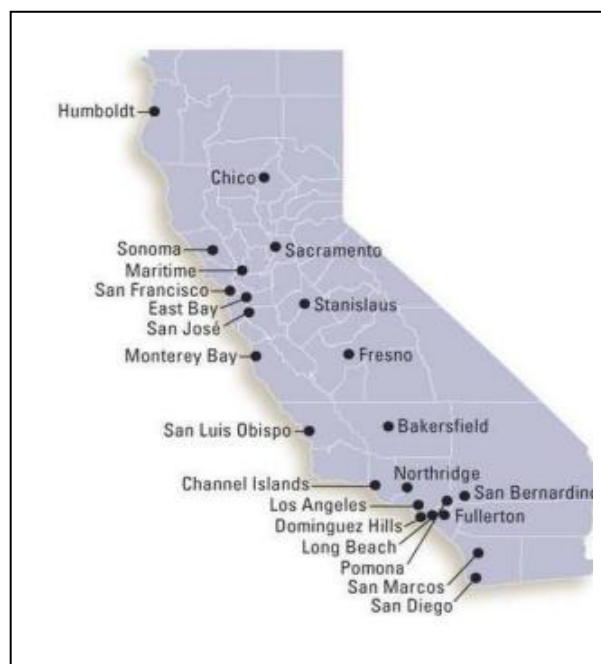 Humboldt
Chico
Sonoma
Sacramento
Maritime
San Francisco
East Bay
Stanislaus
San José
Monterey Bay
Fresno
San Luis Obispo
Bakersfield
Channel Islands
Northridge
San Bernardino
Los Angeles
Dominguez Hills
Fullerton
Long Beach
Pomona
San Marcos
San Diego